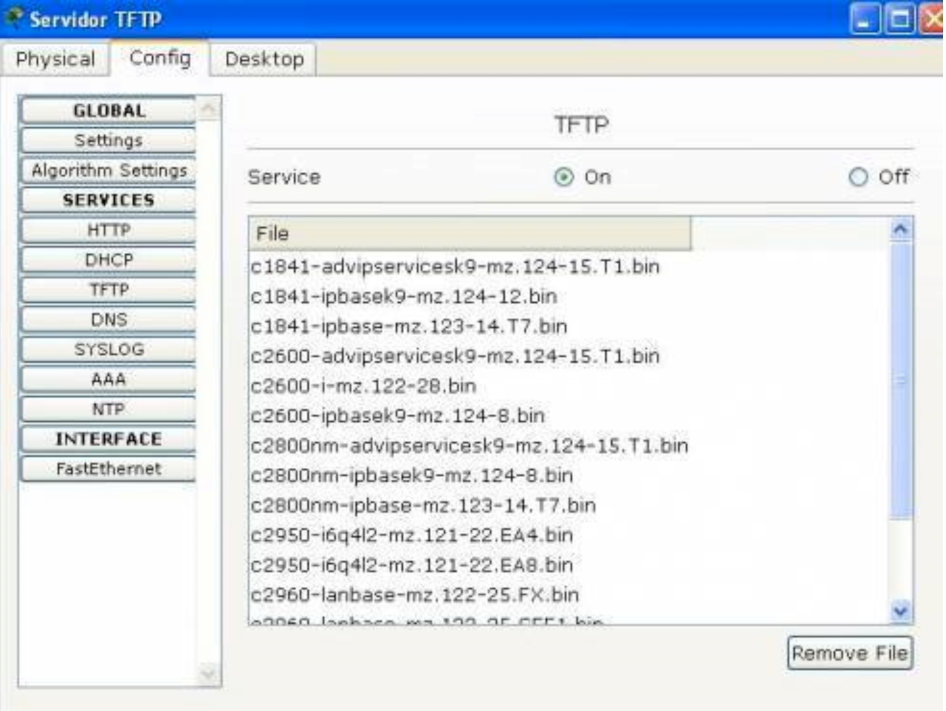 Servidor TFTP
Physical Config Desktop
GLOBAL
Settings
Algorithm Settings
SERVICES
HTTP
DHCP
TFTP
DNS
SYSLOG
AAA
NTP
INTERFACE
FastEthernet
TFTP
Service On Off
File
c1841-advipservicesk9-mz.124-15.T1.bin
c1841-ipbasek9-mz.124-12.bin
c1841-ipbase-mz.123-14.T7.bin
c2600-advipservicesk9-mz.124-15.T1.bin
c2600-i-mz.122-28.bin
c2600-ipbasek9-mz.124-8.bin
c2800nm-advipservicesk9-mz.124-15.T1.bin
c2800nm-ipbasek9-mz.124-8.bin
c2800nm-ipbase-mz.123-14.T7.bin
c2950-i6q4l2-mz.121-22.EA4.bin
c2950-i6q4l2-mz.121-22.EA8.bin
c2960-lanbase-mz.122-25.FX.bin
Remove File